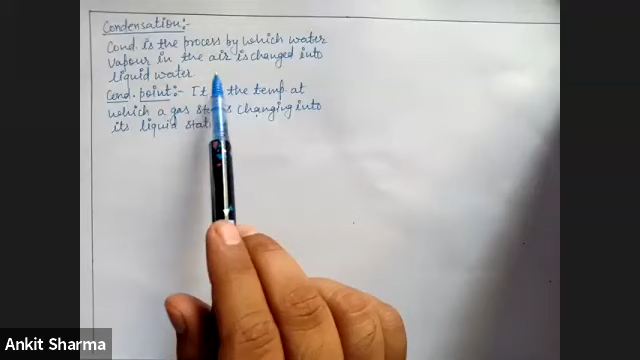 Condensation:-
Cond is the process by which water
vapour in the air is changed into
liquid water
Cond. point:- It the temp at
which a gas changing into
its liquid
Ankit Sharma